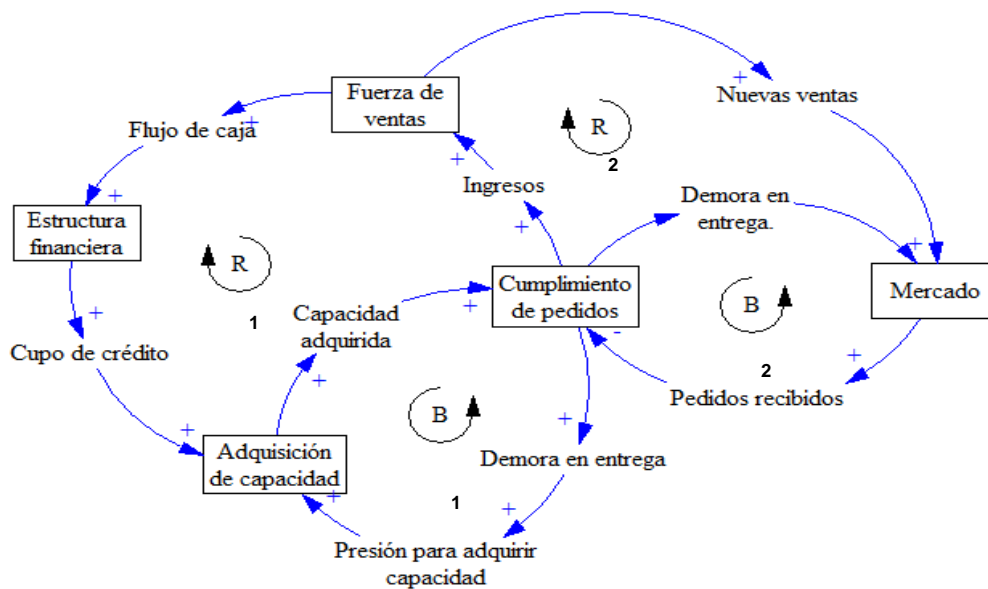 +
Nuevas ventas
Fuerza de
ventas
Flujo de caja
+
R
2
+
Ingresos
+
Demora en
entrega.
+
Estructura
financiera
R
1
+
Cumplimiento
de pedidos
+
Mercado
+
Capacidad
adquirida
+
B
2
-
+
Cupo de crédito
+
Pedidos recibidos
+
B
1
+
Demora en entrega
+
Adquisición
de capacidad
+
+
Presión para adquirir
capacidad